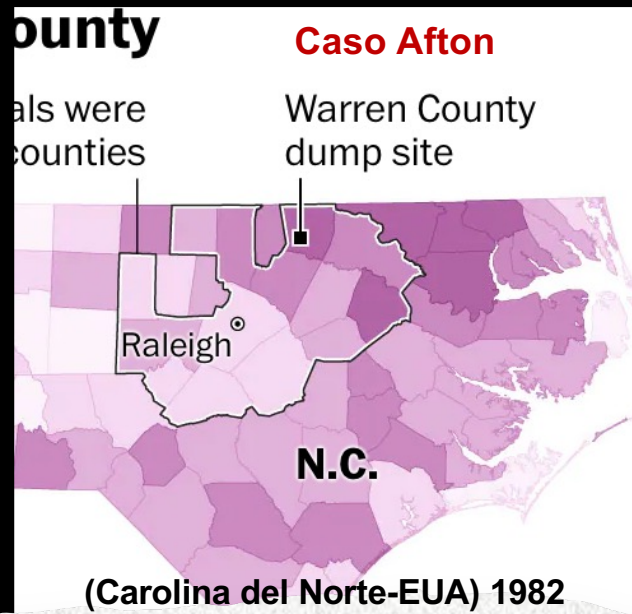 ounty
Caso Afton
als were
counties
Warren County
dump site
Raleigh
N.C.
(Carolina del Norte-EUA) 1982